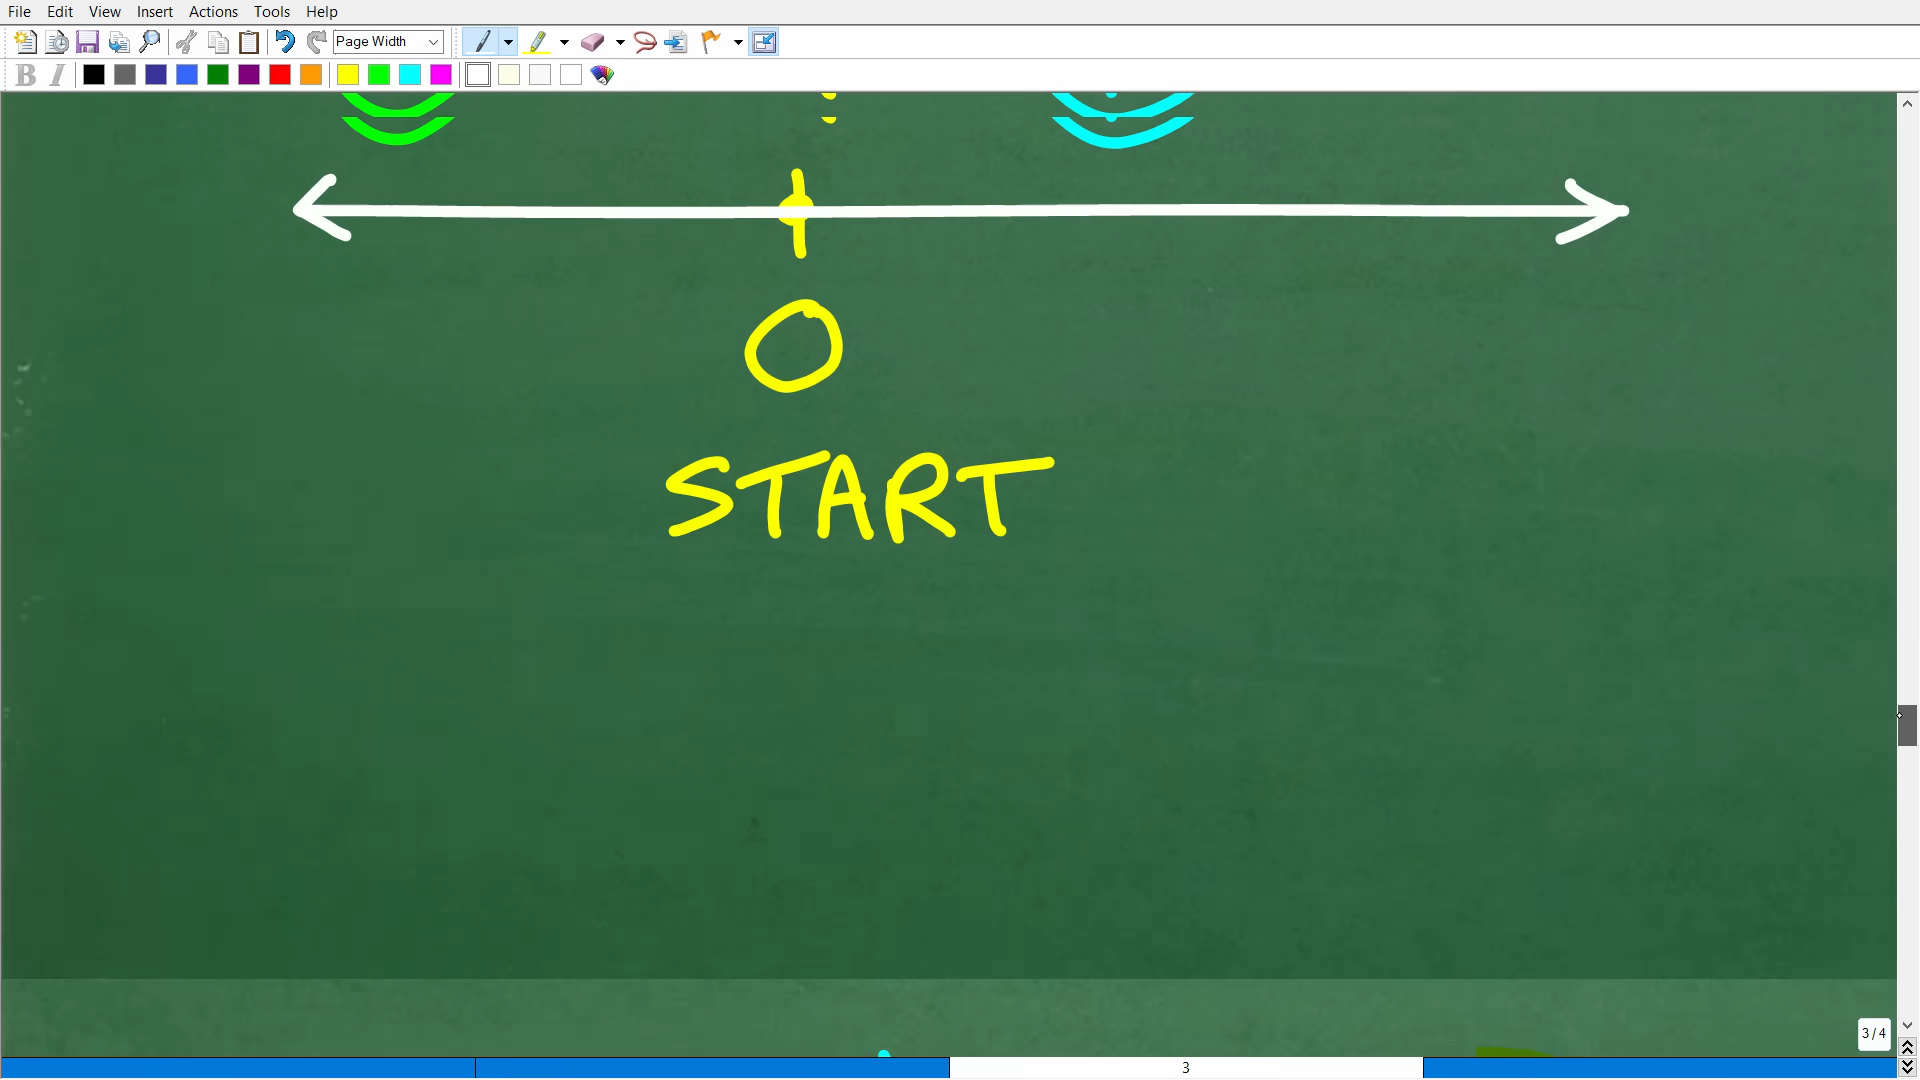 File Edit View Insert Actions Tools Help
Page Width
B I
0
START
3 / 4
3